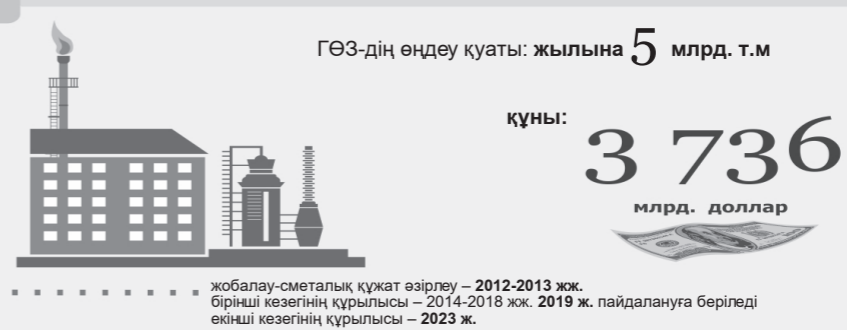 ГӨЗ-дің өңдеу қуаты: жылына 5 млрд. т.м
құны:
3 736
млрд. доллар
жобалау-сметалық құжат әзірлеу – 2012-2013 жж.
бірінші кезегінің құрылысы – 2014-2018 жж. 2019 ж. пайдалануға беріледі
екінші кезегінің құрылысы – 2023 ж.